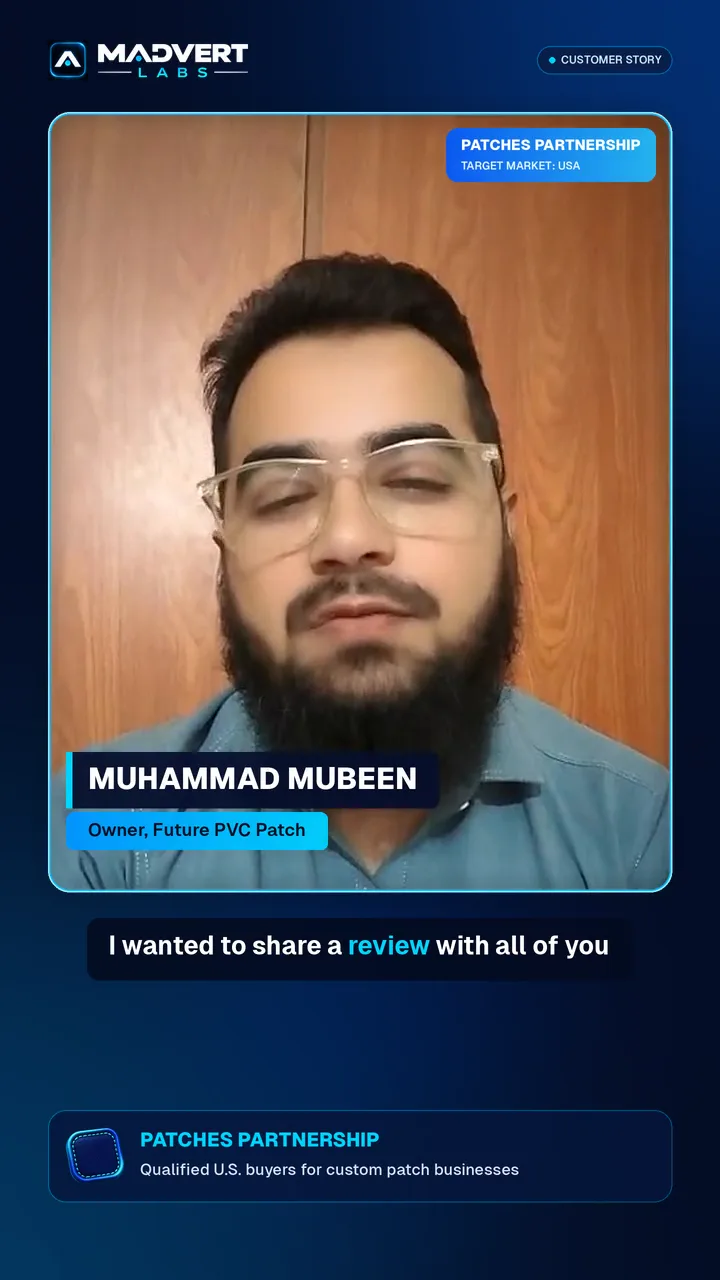 MADVERT
LABS
CUSTOMER STORY
PATCHES PARTNERSHIP
TARGET MARKET: USA
MUHAMMAD MUBEEN
Owner, Future PVC Patch
I wanted to share a review with all of you
PATCHES PARTNERSHIP
Qualified U.S. buyers for custom patch businesses